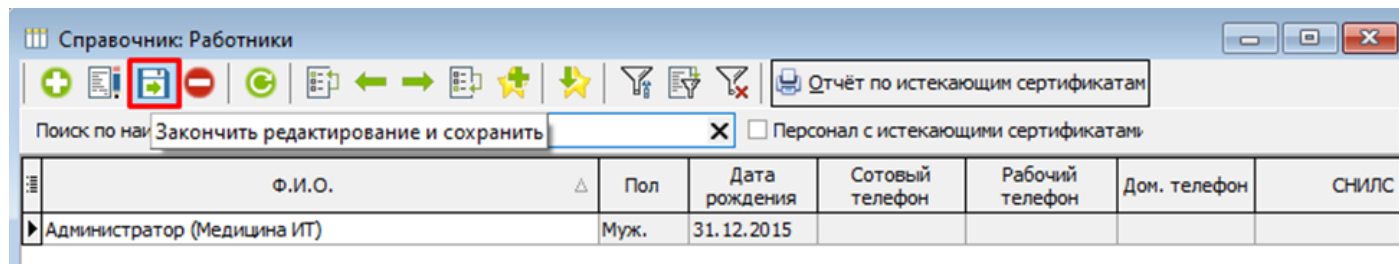 Справочник: Работники
Отчёт по истекающим сертификатам
Поиск по наи Закончить редактирование и сохранить Персонал с истекающими сертификатами
Ф.И.О. Пол Дата рождения Сотовый телефон Рабочий телефон Дом. телефон СНИЛС
Администратор (Медицина ИТ) Муж. 31.12.2015